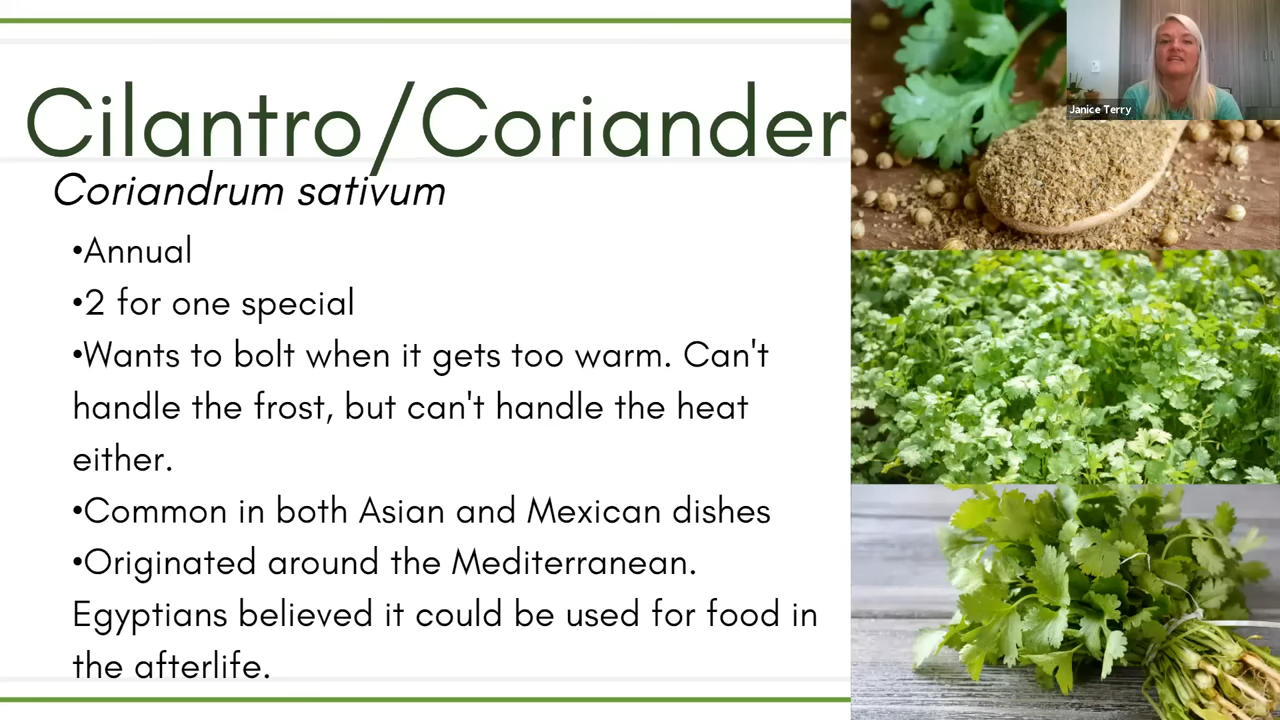 Cilantro/Coriander
Coriandrum sativum
•Annual
•2 for one special
•Wants to bolt when it gets too warm. Can't
handle the frost, but can't handle the heat
either.
•Common in both Asian and Mexican dishes
•Originated around the Mediterranean.
Egyptians believed it could be used for food in
the afterlife.
Janice Terry